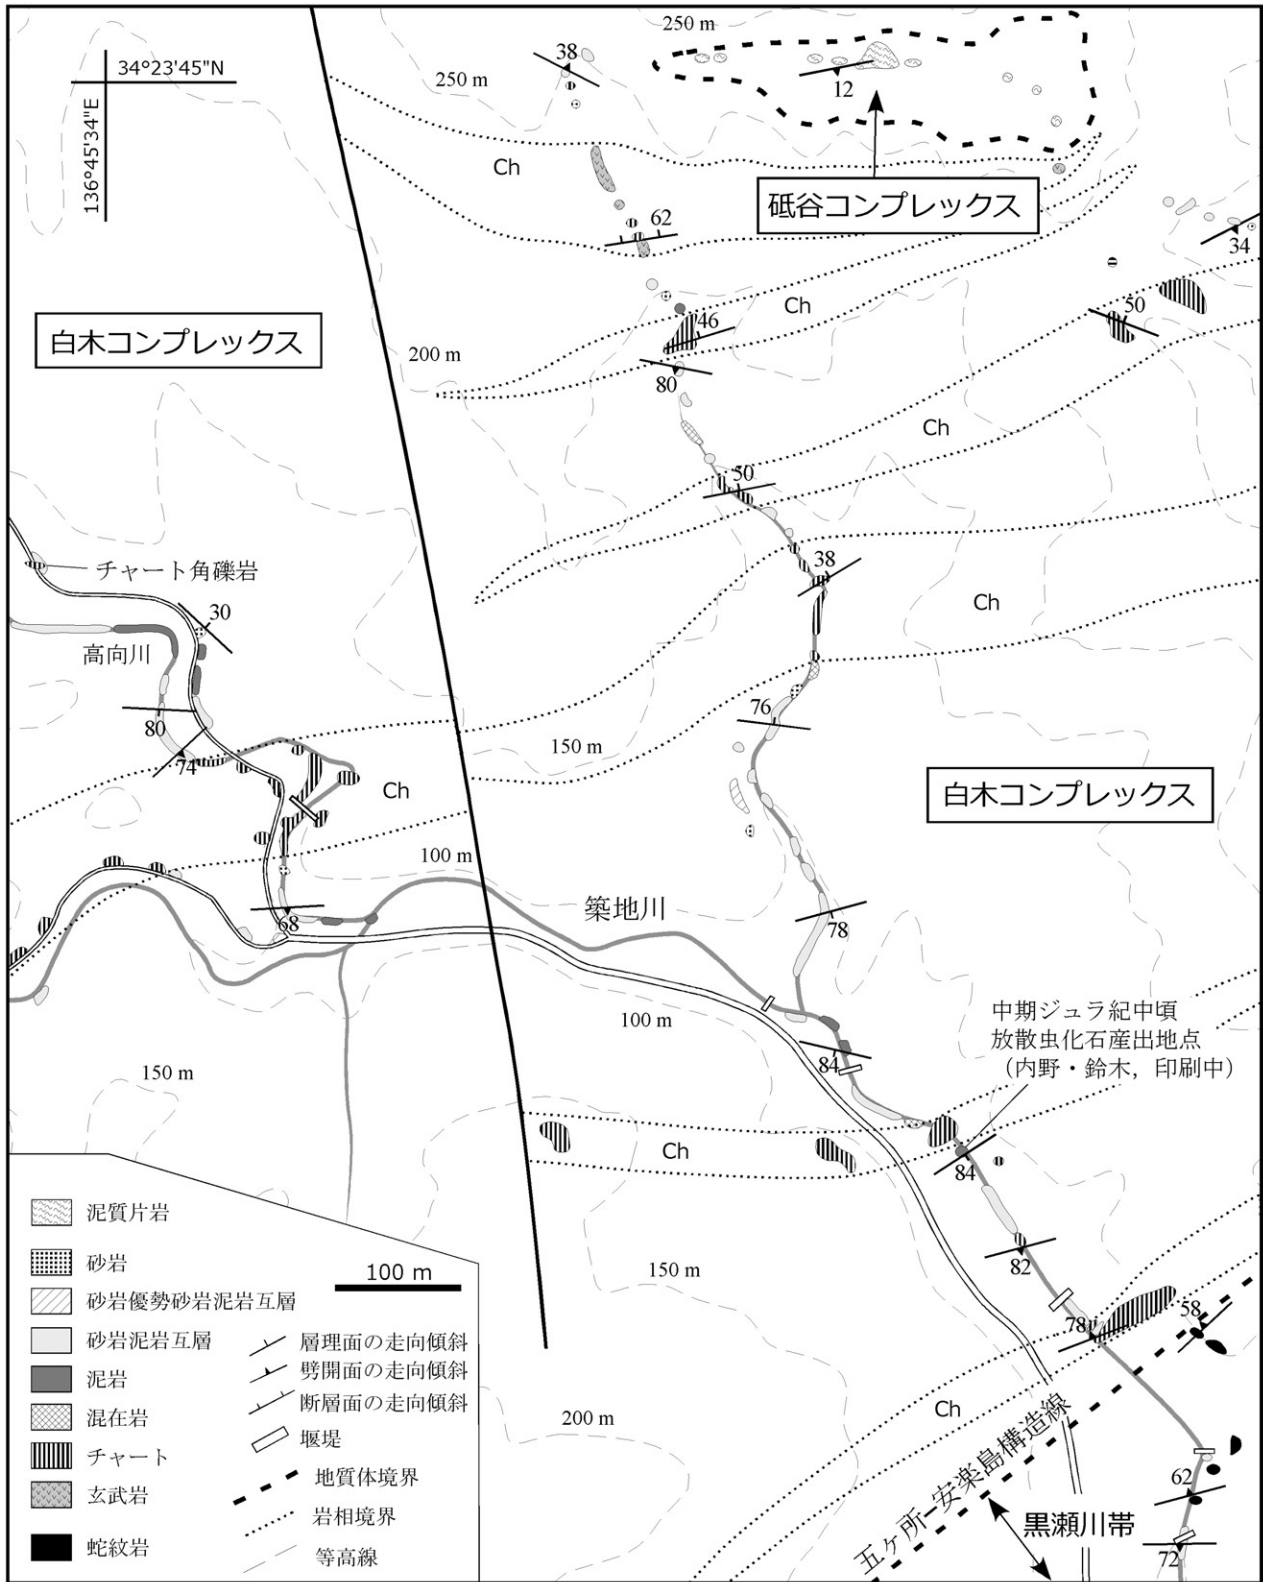 250 m
34°23'45"N
136°45'34"E
38
250 m
12
Ch
砥谷コンプレックス
62
34
白木コンプレックス
Ch
50
46
200 m
80
Ch
50
チャート角礫岩
38
Ch
30
高向川
76
80
74
150 m
Ch
白木コンプレックス
100 m
築地川
68
78
100 m
中期ジュラ紀中頃
放散虫化石産出地点
(内野・鈴木,印刷中)
84
150 m
Ch
84
泥質片岩
砂岩
砂岩優勢砂岩泥岩互層
砂岩泥岩互層
泥岩
混在岩
チャート
玄武岩
蛇紋岩
100 m
層理面の走向傾斜
劈開面の走向傾斜
断層面の走向傾斜
堰堤
地質体境界
岩相境界
等高線
150 m
82
78
58
200 m
Ch
五ヶ所–安楽島構造線
62
黒瀬川帯
72